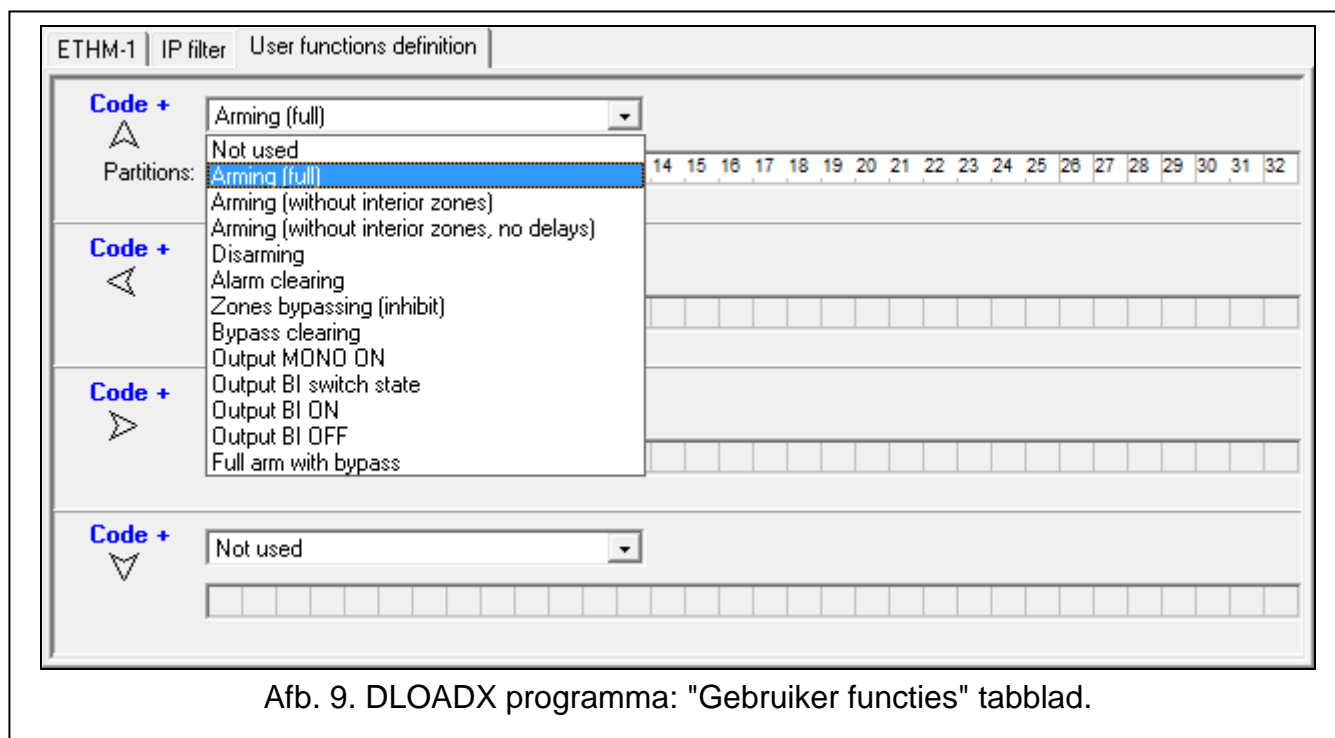 ETHM-1 IP filter User functions definition
Code +
Arming (full)
Not used
Partitions: Arming (full) 14 15 16 17 18 19 20 21 22 23 24 25 26 27 28 29 30 31 32
Arming (without interior zones)
Arming (without interior zones, no delays)
Code +
Disarming
Alarm clearing
Zones bypassing (inhibit)
Bypass clearing
Output MONO ON
Output BI switch state
Code +
Output BI ON
Output BI OFF
Full arm with bypass
Code +
Not used
Afb. 9. DLOADX programma: "Gebruiker functies" tabblad.